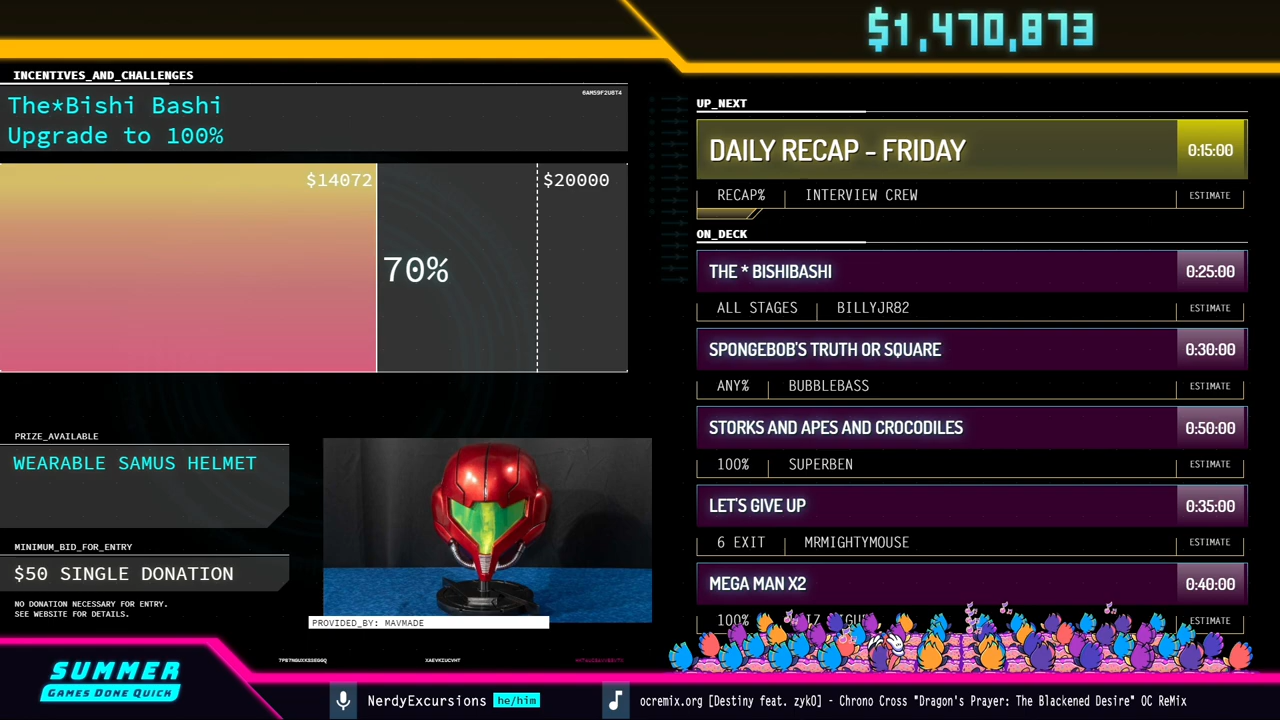 $1,470,873
INCENTIVES_AND_CHALLENGES
The*Bishi Bashi
Upgrade to 100%
6AM59F2U8T4
$14072
$20000
70%
PRIZE_AVAILABLE
WEARABLE SAMUS HELMET
MINIMUM_BID_FOR_ENTRY
$50 SINGLE DONATION
NO DONATION NECESSARY FOR ENTRY.
SEE WEBSITE FOR DETAILS.
PROVIDED_BY: MAVMADE
UP_NEXT
DAILY RECAP - FRIDAY
0:15:00
RECAP% INTERVIEW CREW
ESTIMATE
ON_DECK
THE * BISHIBASHI
0:25:00
ALL STAGES BILLYJR82
ESTIMATE
SPONGEBOB'S TRUTH OR SQUARE
0:30:00
ANY% BUBBLEBASS
ESTIMATE
STORKS AND APES AND CROCODILES
0:50:00
100% SUPERBEN
ESTIMATE
LET'S GIVE UP
0:35:00
6 EXIT MRMIGHTYMOUSE
ESTIMATE
MEGA MAN X2
0:40:00
100%
ESTIMATE
SUMMER
GAMES DONE QUICK
NerdyExcursions he/him
ocremix.org [Destiny feat. zykO] - Chrono Cross "Dragon's Prayer: The Blackened Desire" OC ReMix